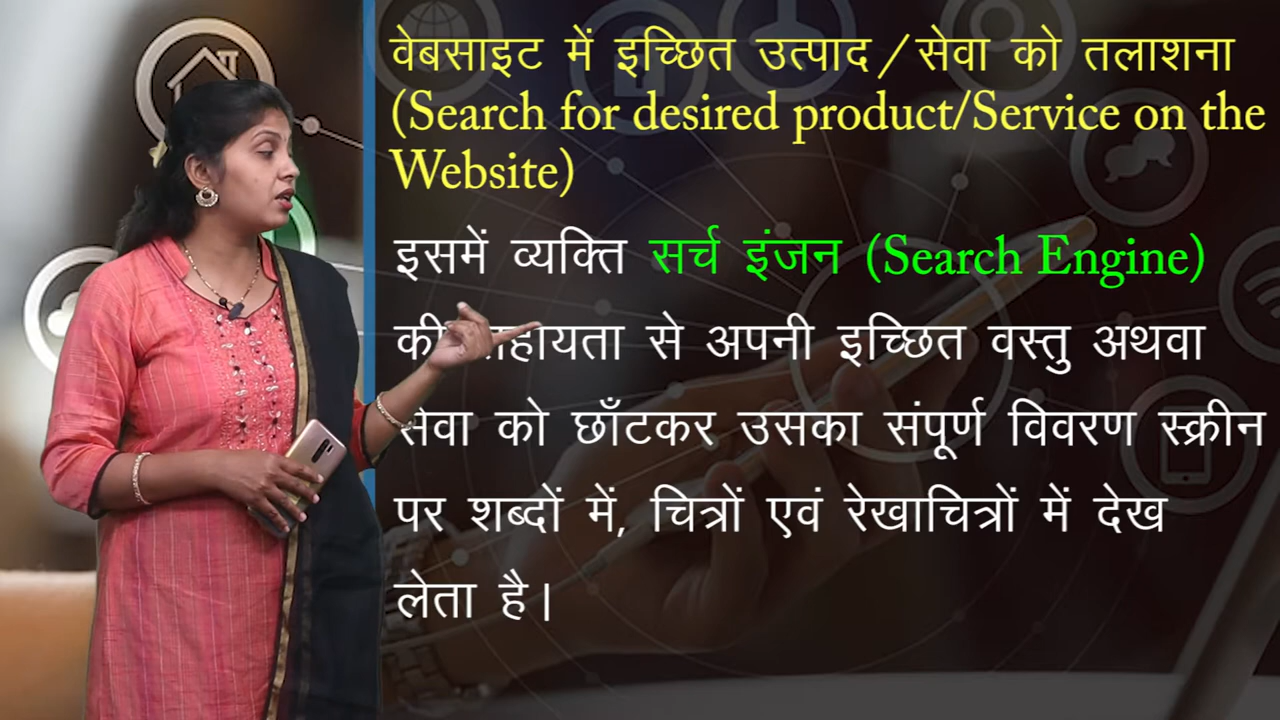 वेबसाइट में इच्छित उत्पाद/सेवा को तलाशना
(Search for desired product/Service on the
Website)
इसमें व्यक्ति सर्च इंजन (Search Engine)
से अपनी इच्छित वस्तु अथवा
सेवा को छाँटकर उसका संपूर्ण विवरण स्क्रीन
पर शब्दों में, चित्रों एवं रेखाचित्रों में देख
लेता है।